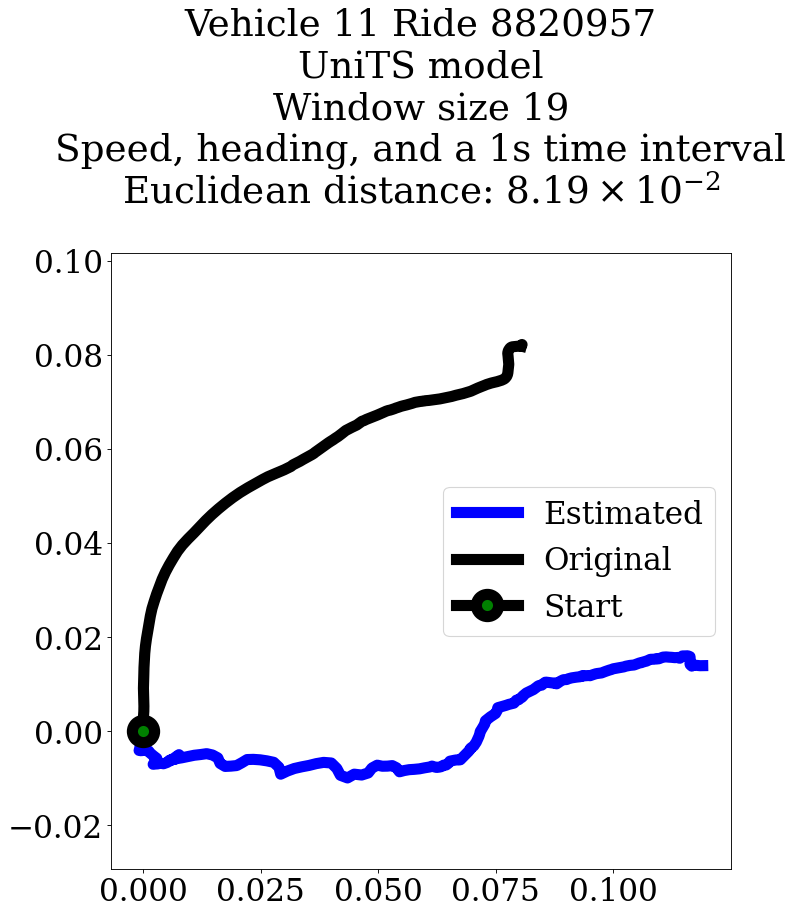 Vehicle 11 Ride 8820957
UniTS model
Window size 19
Speed, heading, and a 1s time interval
Euclidean distance: 8.19 × 10⁻²
0.10
0.08
0.06
0.04
0.02
0.00
−0.02
Estimated
Original
Start
0.000 0.025 0.050 0.075 0.100